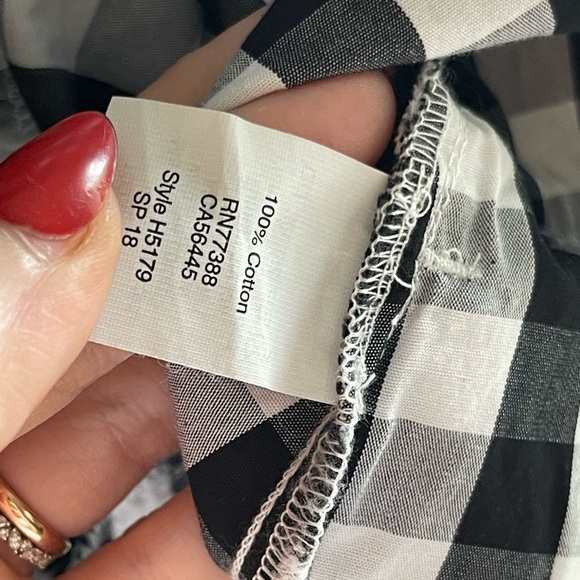 100% Cotton
RN77388
CA56445
Style H5179
SP 18